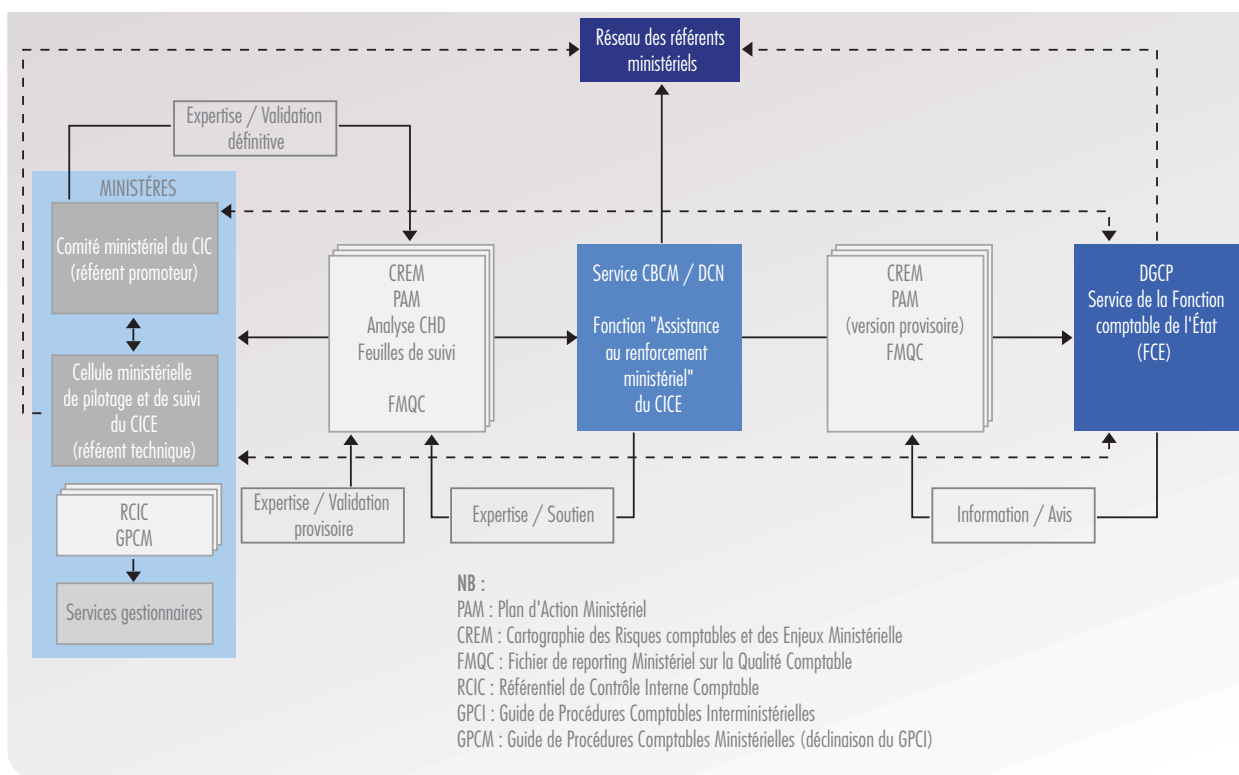 Réseau des référents
ministériels
Expertise / Validation
définitive
MINISTÉRES
Comité ministériel du CIC
(référent promoteur)
Cellule ministérielle
de pilotage et de suivi
du CICE
(référent technique)
RCIC
GPCM
Services gestionnaires
CREM
PAM
Analyse CHD
Feuilles de suivi
FMQC
Expertise / Validation
provisoire
Expertise / Soutien
Service CBCM / DCN
Fonction "Assistance
au renforcement
ministériel"
du CICE
CREM
PAM
(version provisoire)
FMQC
Information / Avis
DGCP
Service de la Fonction
comptable de l'État
(FCE)
NB :
PAM : Plan d'Action Ministériel
CREM : Cartographie des Risques comptables et des Enjeux Ministérielle
FMQC : Fichier de reporting Ministériel sur la Qualité Comptable
RCIC : Référentiel de Contrôle Interne Comptable
GPCI : Guide de Procédures Comptables Interministérielles
GPCM : Guide de Procédures Comptables Ministérielles (déclinaison du GPCI)